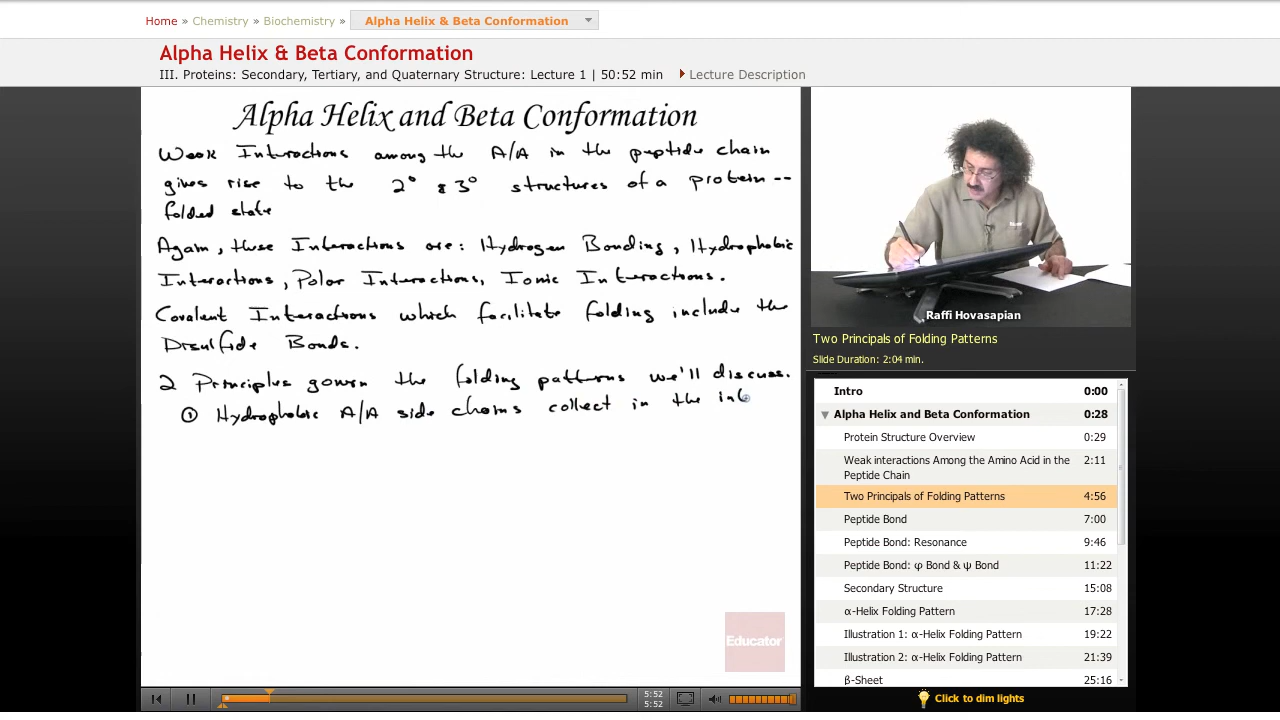 Home » Chemistry » Biochemistry » Alpha Helix & Beta Conformation
Alpha Helix & Beta Conformation
III. Proteins: Secondary, Tertiary, and Quaternary Structure: Lecture 1 | 50:52 min Lecture Description
Alpha Helix and Beta Conformation
Weak Interactions among the A/A in the peptide chain
gives rise to the 2° & 3° structures of a protein --
folded state
Again, these Interactions are: Hydrogen Bonding, Hydrophobic
Interactions, Polar Interactions, Ionic Interactions.
Covalent Interactions which facilitate folding include the
Disulfide Bonds.
2 Principles govern the folding patterns we'll discuss.
① Hydrophobic A/A side chains collect in the int
Educator
5:52
5:52
Raffi Hovasapian
Two Principals of Folding Patterns
Slide Duration: 2:04 min.
Intro 0:00
Alpha Helix and Beta Conformation 0:28
Protein Structure Overview 0:29
Weak interactions Among the Amino Acid in the 2:11
Peptide Chain
Two Principals of Folding Patterns 4:56
Peptide Bond 7:00
Peptide Bond: Resonance 9:46
Peptide Bond: φ Bond & ψ Bond 11:22
Secondary Structure 15:08
α-Helix Folding Pattern 17:28
Illustration 1: α-Helix Folding Pattern 19:22
Illustration 2: α-Helix Folding Pattern 21:39
β-Sheet 25:16
Click to dim lights